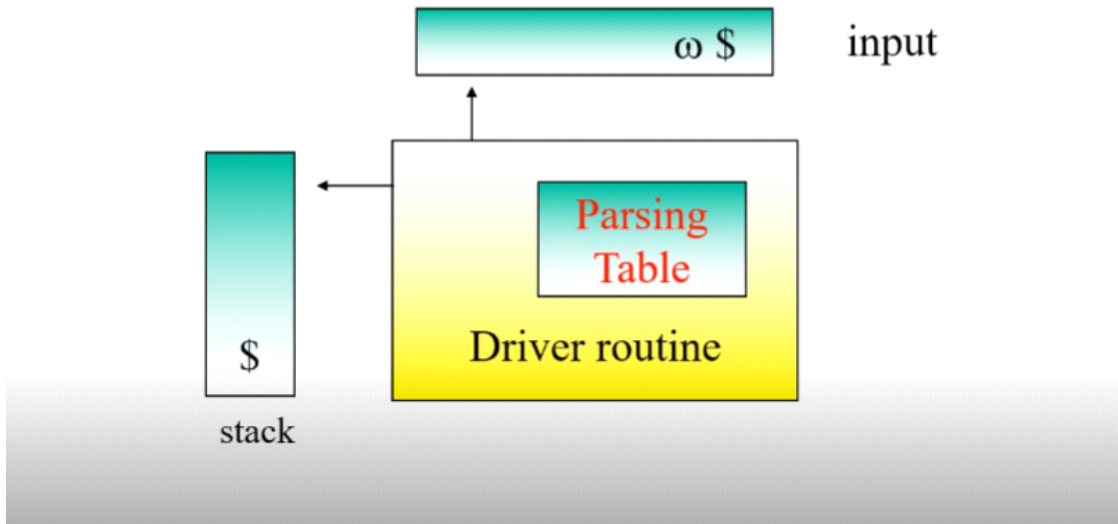 ω $
input
Parsing
Table
Driver routine
$
stack